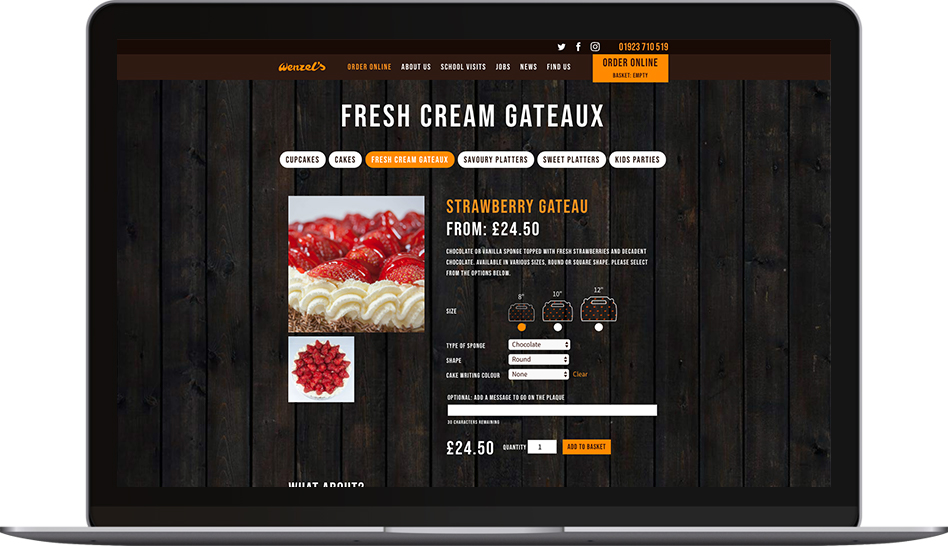 01923 710 519
Wenzel's
ORDER ONLINE ABOUT US SCHOOL VISITS JOBS NEWS FIND US
ORDER ONLINE
BASKET: EMPTY
FRESH CREAM GATEAUX
CUPCAKES CAKES FRESH CREAM GATEAUX SAVOURY PLATTERS SWEET PLATTERS KIDS PARTIES
STRAWBERRY GATEAU
FROM: £24.50
CHOCOLATE OR VANILLA SPONGE TOPPED WITH FRESH STRAWBERRIES AND DECADENT
CHOCOLATE. AVAILABLE IN VARIOUS SIZES, ROUND OR SQUARE SHAPE. PLEASE SELECT
FROM THE OPTIONS BELOW.
SIZE 8" 10" 12"
TYPE OF SPONGE Chocolate
SHAPE Round
CAKE WRITING COLOUR None Clear
OPTIONAL: ADD A MESSAGE TO GO ON THE PLAQUE
30 CHARACTERS REMAINING
£24.50 QUANTITY 1 ADD TO BASKET
WHAT ABOUT?